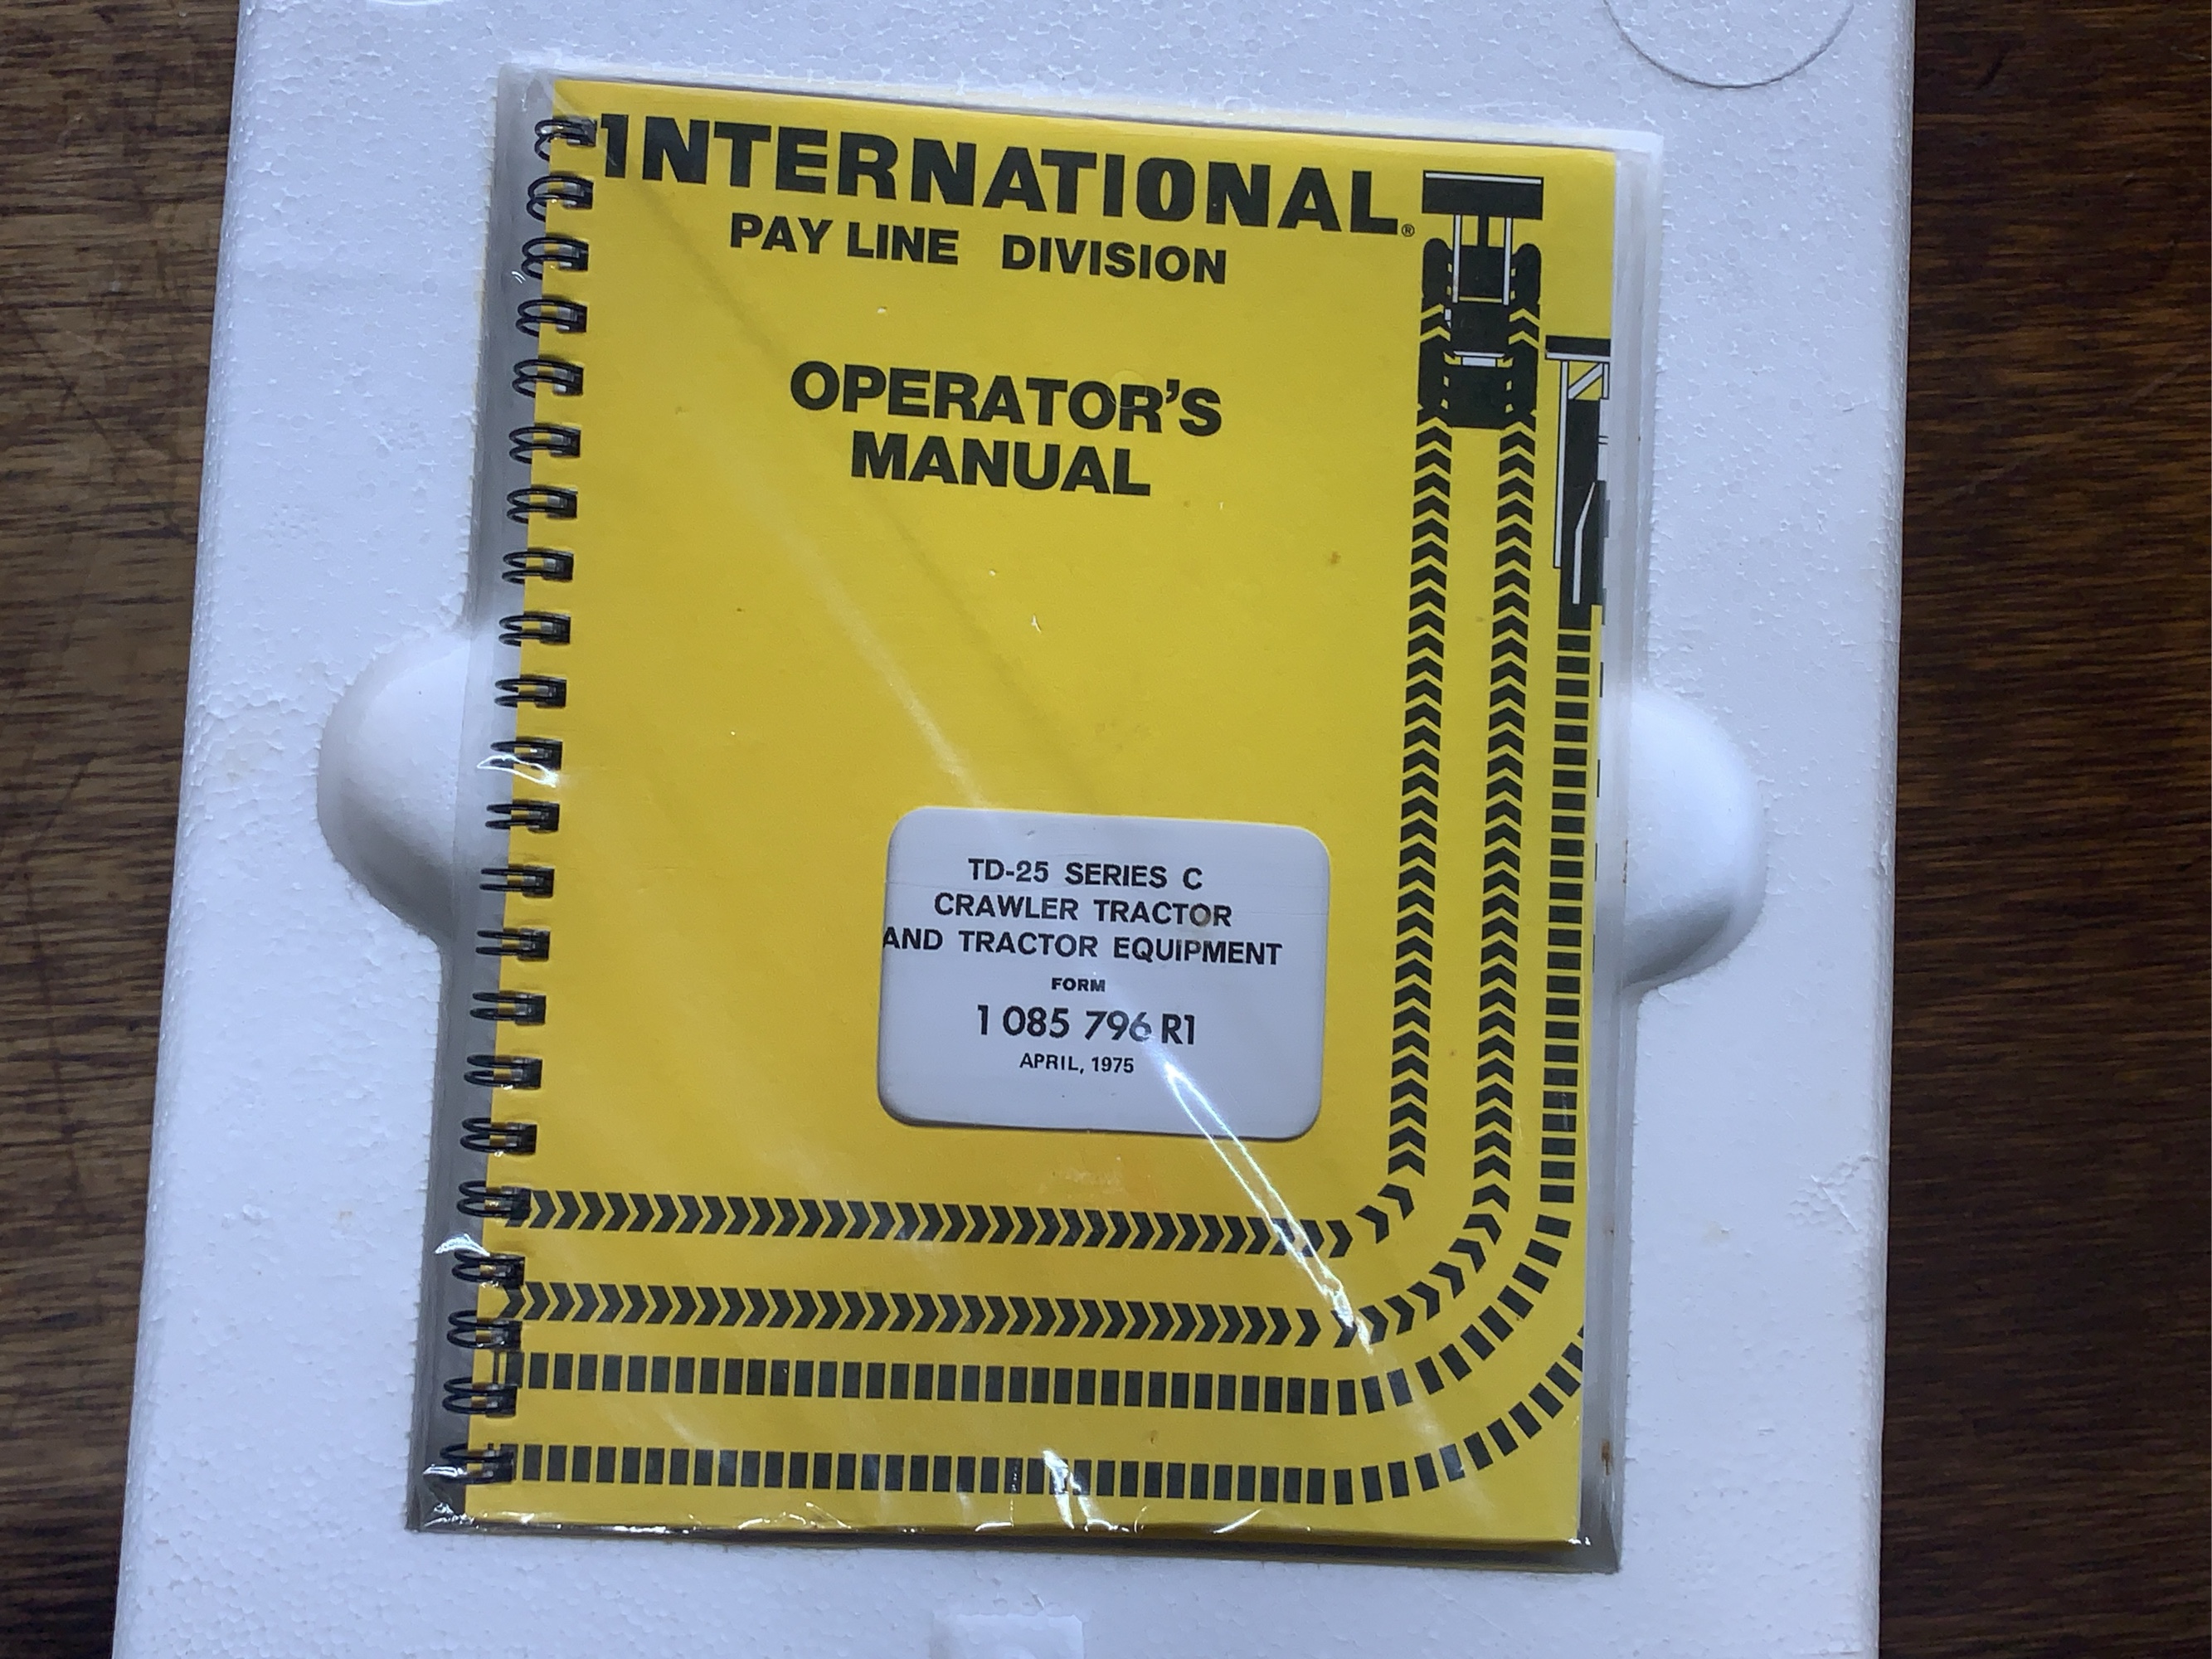 INTERNATIONAL®
PAY LINE DIVISION
OPERATOR'S
MANUAL
TD-25 SERIES C
CRAWLER TRACTOR
AND TRACTOR EQUIPMENT
FORM
1 085 796 R1
APRIL, 1975